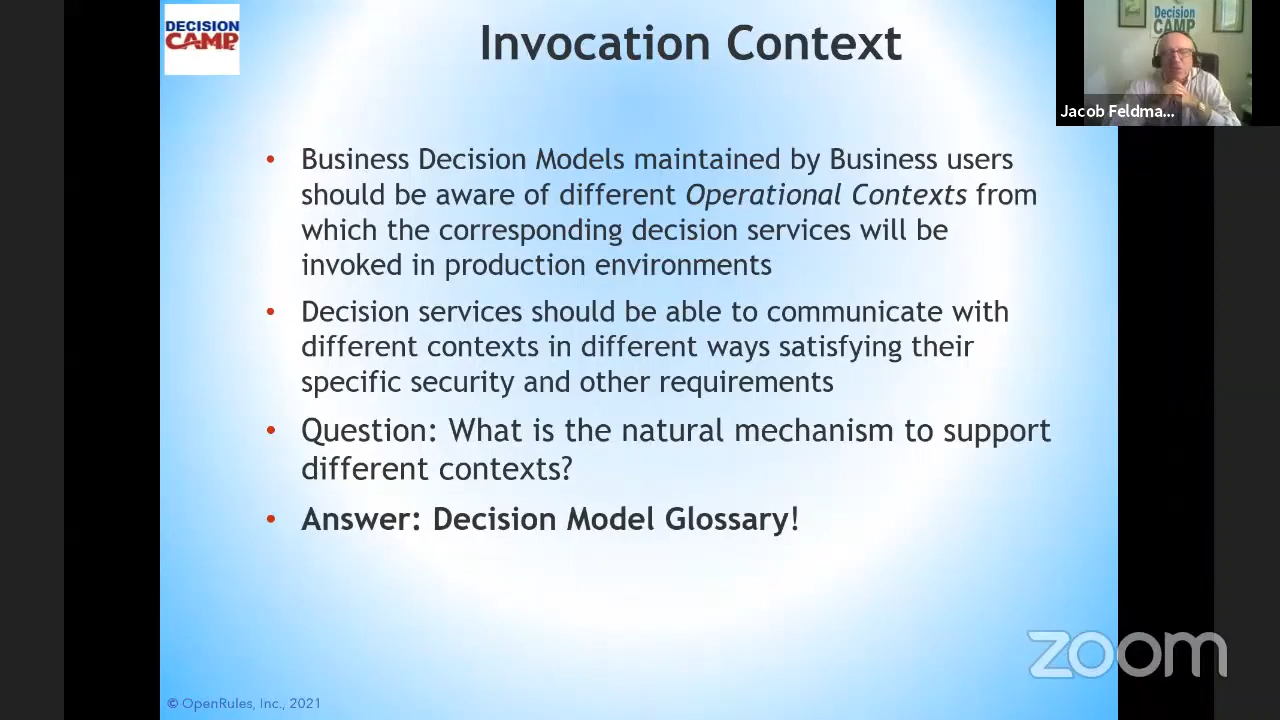 DECISION
CAMP
Invocation Context
Decision
CAMP
Jacob Feldma...
• Business Decision Models maintained by Business users
should be aware of different Operational Contexts from
which the corresponding decision services will be
invoked in production environments
• Decision services should be able to communicate with
different contexts in different ways satisfying their
specific security and other requirements
• Question: What is the natural mechanism to support
different contexts?
• Answer: Decision Model Glossary!
zoom
© OpenRules, Inc., 2021